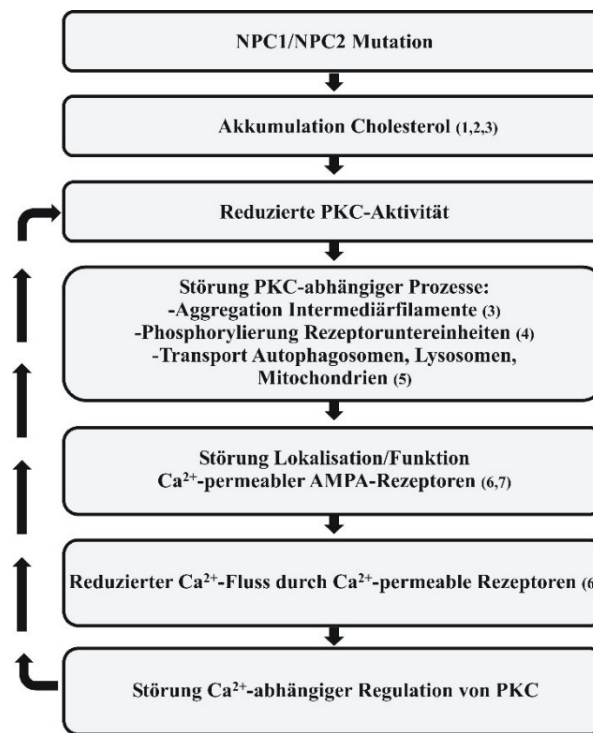 NPC1/NPC2 Mutation
Akkumulation Cholesterol (1,2,3)
Reduzierte PKC-Aktivität
Störung PKC-abhängiger Prozesse:
-Aggregation Intermediärfilamente (3)
-Phosphorylierung Rezeptoruntereinheiten (4)
-Transport Autophagosomen, Lysosomen,
Mitochondrien (5)
Störung Lokalisation/Funktion
Ca²⁺-permeabler AMPA-Rezeptoren (6,7)
Reduzierter Ca²⁺-Fluss durch Ca²⁺-permeable Rezeptoren (6
Störung Ca²⁺-abhängiger Regulation von PKC